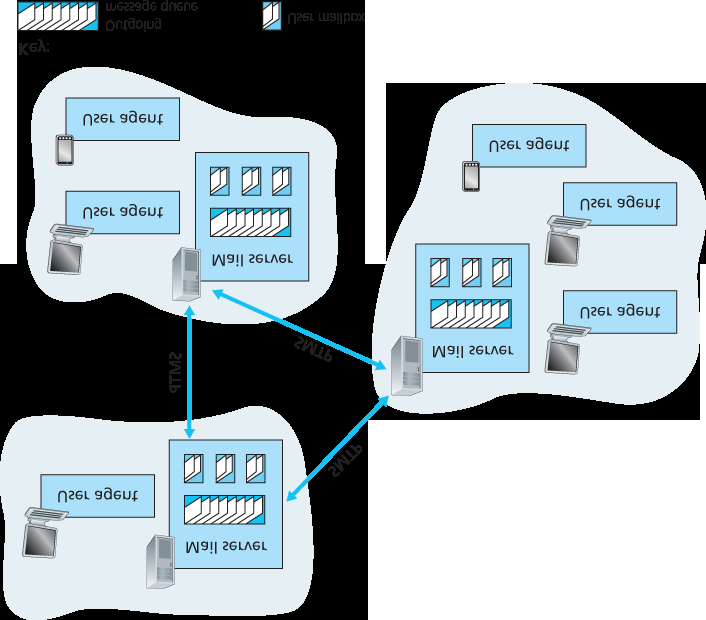 Mail server
User agent
SMTP
SMTP
SMTP
Mail server
User agent
User agent
User agent
Mail server
User agent
User agent
Key:
Outgoing
message queue
User mailbox